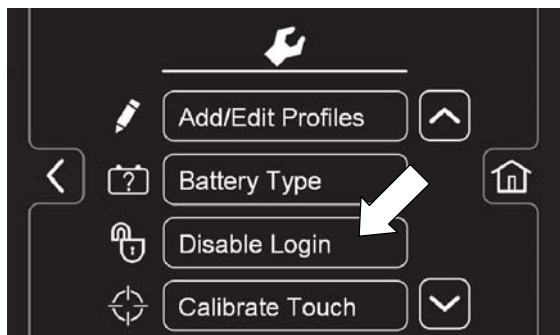 Add/Edit Profiles
?
Battery Type
Disable Login
Calibrate Touch